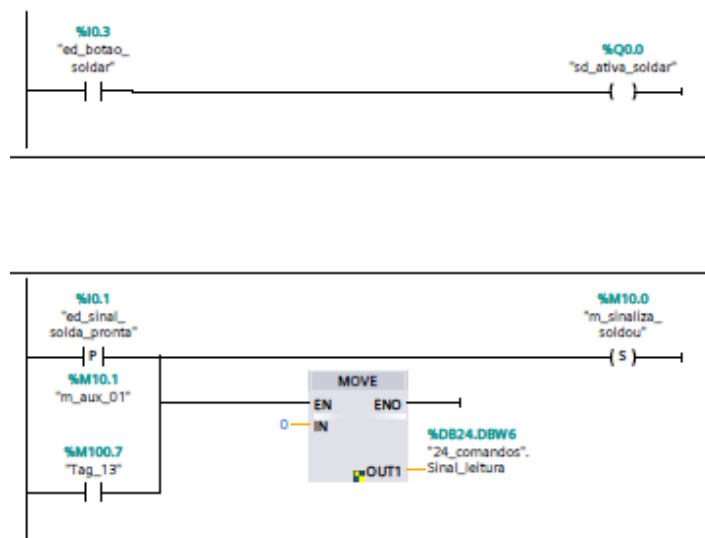 %I0.3
"ed_botao_
soldar"
%Q0.0
"sd_ativa_soldar"
%I0.1
"ed_sinal_
solda_pronta"
P
%M10.1
"m_aux_01"
%M100.7
"Tag_13"
%M10.0
"m_sinaliza_
soldou"
S
MOVE
EN ENO
0 IN
OUT1
%DB24.DBW6
"24_comandos".
Sinal_leitura